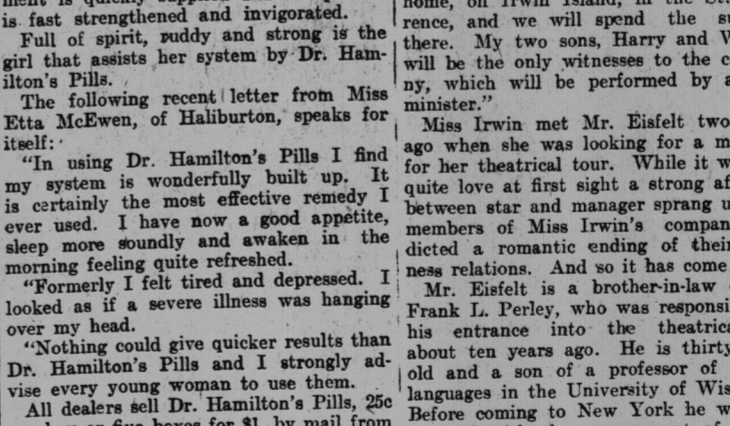 is fast strengthened and invigorated.
Full of spirit, ruddy and strong is the
girl that assists her system by Dr. Ham-
ilton's Pills.
The following recent letter from Miss
Etta McEwen, of Haliburton, speaks for
itself:
"In using Dr. Hamilton's Pills I find
my system is wonderfully built up. It
is certainly the most effective remedy I
ever used. I have now a good appetite,
sleep more soundly and awaken in the
morning feeling quite refreshed.
"Formerly I felt tired and depressed. I
looked as if a severe illness was hanging
over my head.
"Nothing could give quicker results than
Dr. Hamilton's Pills and I strongly ad-
vise every young woman to use them.
All dealers sell Dr. Hamilton's Pills, 25c
five boxes for $1, by mail from
home, on Irwin Island, in the St.
rence, and we will spend the
there. My two sons, Harry and
will be the only witnesses to the c
ny, which will be performed by a
minister."
Miss Irwin met Mr. Eisfelt two
ago when she was looking for a m
for her theatrical tour. While it w
quite love at first sight a strong af
between star and manager sprang u
members of Miss Irwin's compan
dicted a romantic ending of their
ness relations. And so it has come
Mr. Eisfelt is a brother-in-law
Frank L. Perley, who was responsi
his entrance into the theatrica
about ten years ago. He is thirty
old and a son of a professor of
languages in the University of Wis
Before coming to New York he w